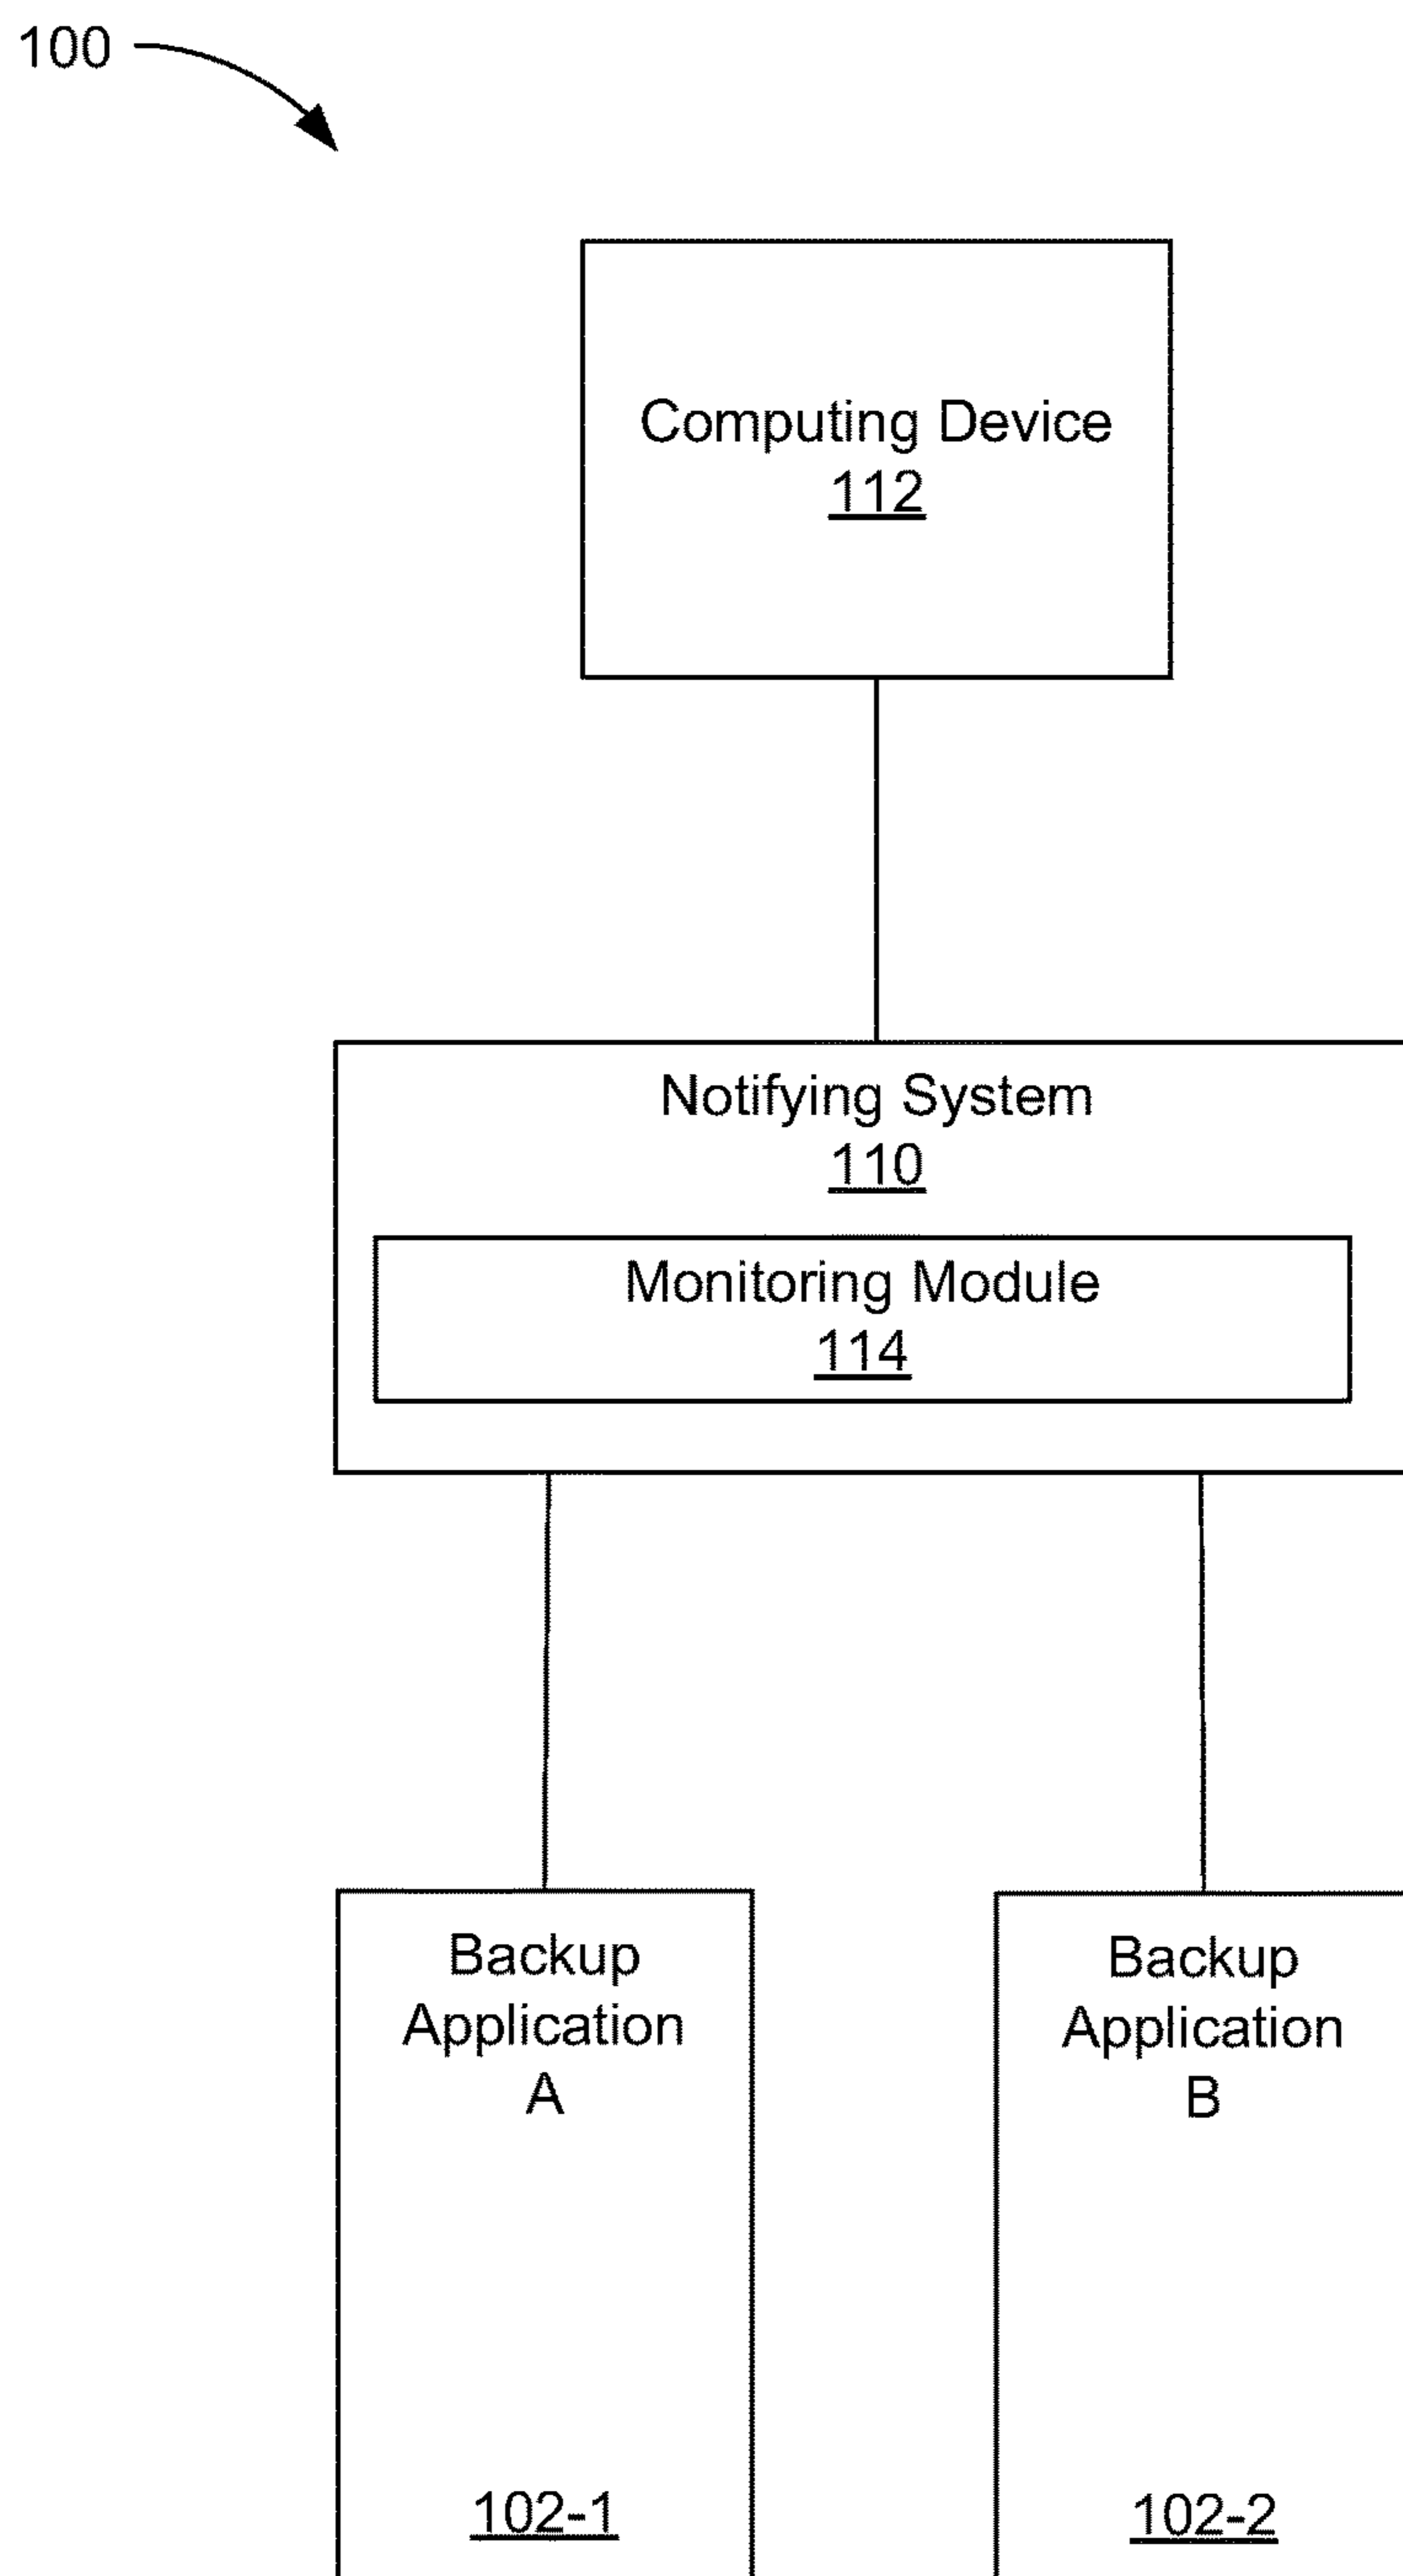 100
Computing Device
112
Notifying System
110
Monitoring Module
114
Backup
Application
A
102-1
Backup
Application
B
102-2